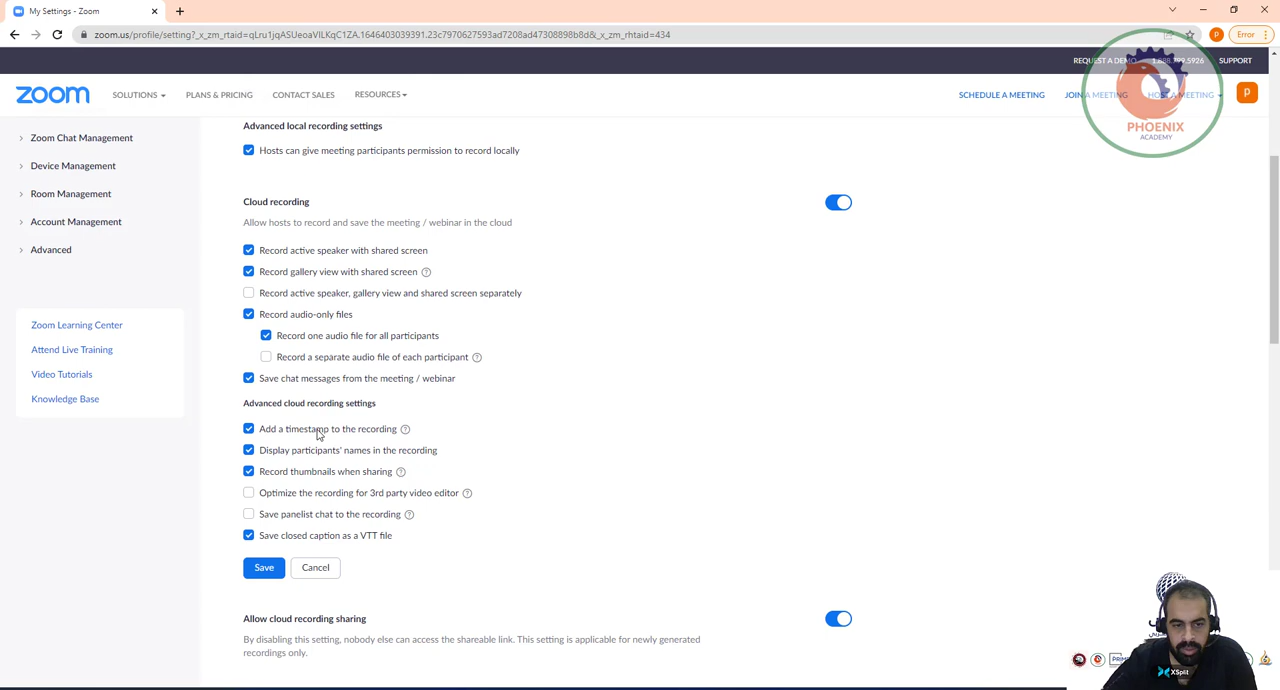 My Settings - Zoom
zoom.us/profile/setting?_x_zm_rtaid=qLru1jqASUeoaVILKqC1ZA.1646403039391.23c7970627593ad7208ad47308898b8d&_x_zm_rhtaid=434
P
Error
REQUEST A DEMO
1.888.799.5926
SUPPORT
zoom
SOLUTIONS
PLANS & PRICING
CONTACT SALES
RESOURCES
SCHEDULE A MEETING
JOIN A MEETING
HOST A MEETING
P
PHOENIX
ACADEMY
Zoom Chat Management
Device Management
Room Management
Account Management
Advanced
Zoom Learning Center
Attend Live Training
Video Tutorials
Knowledge Base
Advanced local recording settings
Hosts can give meeting participants permission to record locally
Cloud recording
Allow hosts to record and save the meeting / webinar in the cloud
Record active speaker with shared screen
Record gallery view with shared screen
Record active speaker, gallery view and shared screen separately
Record audio-only files
Record one audio file for all participants
Record a separate audio file of each participant
Save chat messages from the meeting / webinar
Advanced cloud recording settings
Add a timestamp to the recording
Display participants' names in the recording
Record thumbnails when sharing
Optimize the recording for 3rd party video editor
Save panelist chat to the recording
Save closed caption as a VTT file
Save
Cancel
Allow cloud recording sharing
By disabling this setting, nobody else can access the shareable link. This setting is applicable for newly generated
recordings only.
XSplit